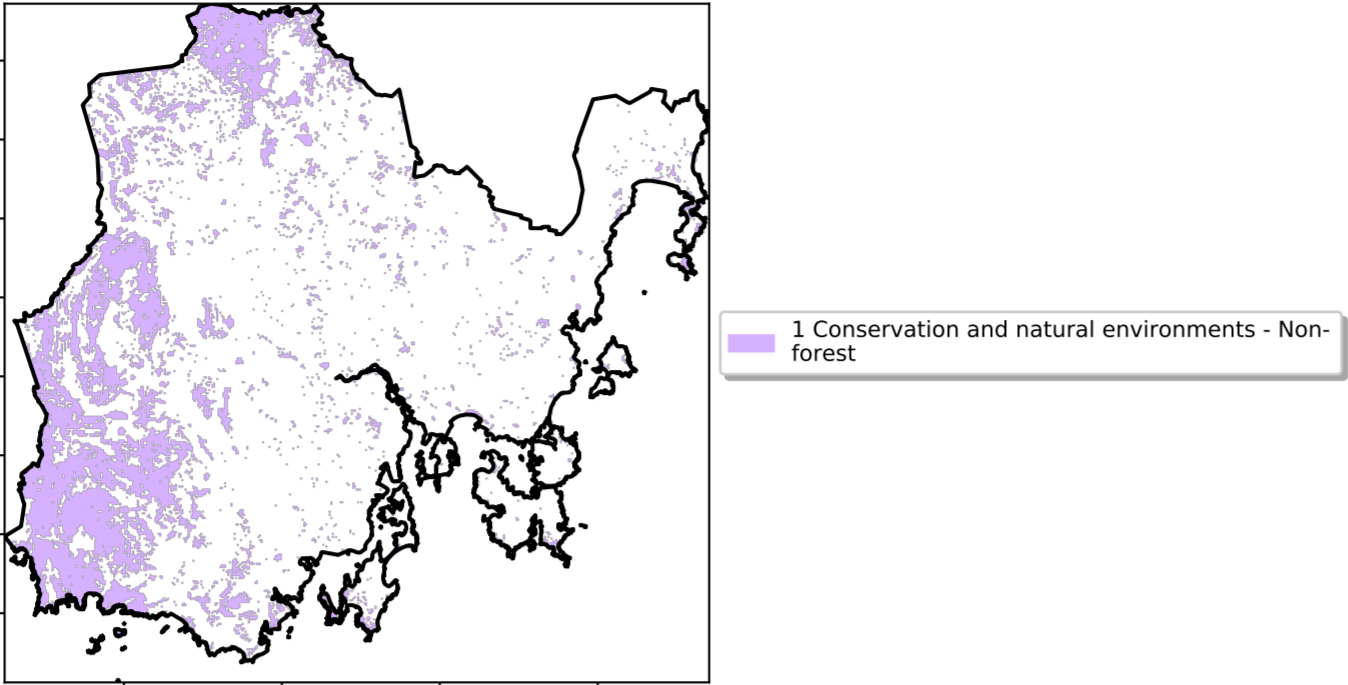 1 Conservation and natural environments - Non-
forest